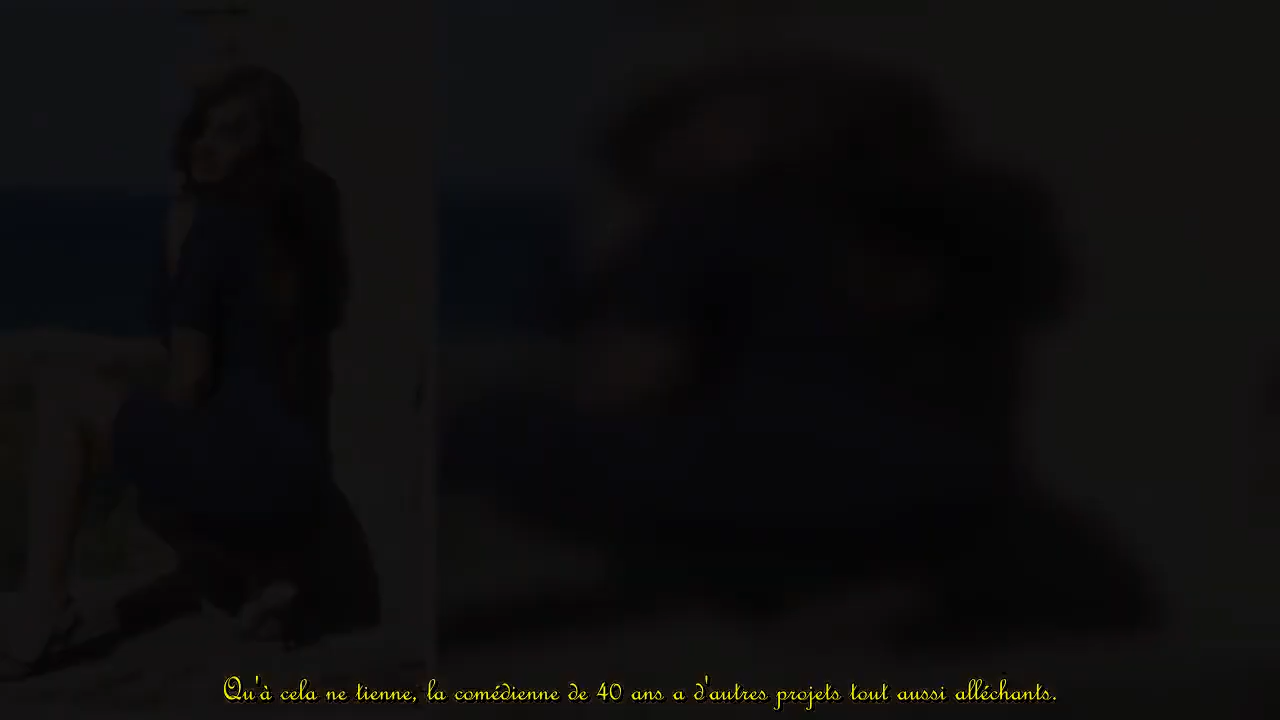 Qu'à cela ne tienne, la comédienne de 40 ans a d'autres projets tout aussi alléchants.